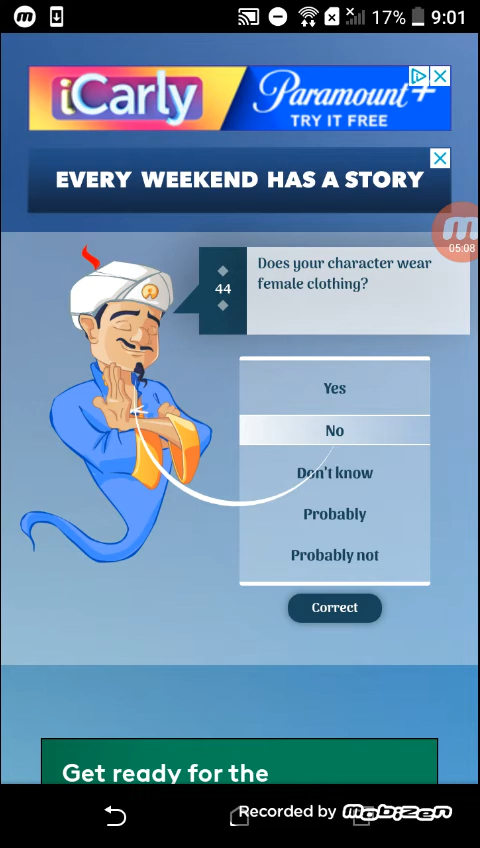 17% 9:01
iCarly
Paramount+
TRY IT FREE
EVERY WEEKEND HAS A STORY
05:08
44
Does your character wear
female clothing?
Yes
No
Don't know
Probably
Probably not
Correct
Get ready for the
Recorded by mobizen